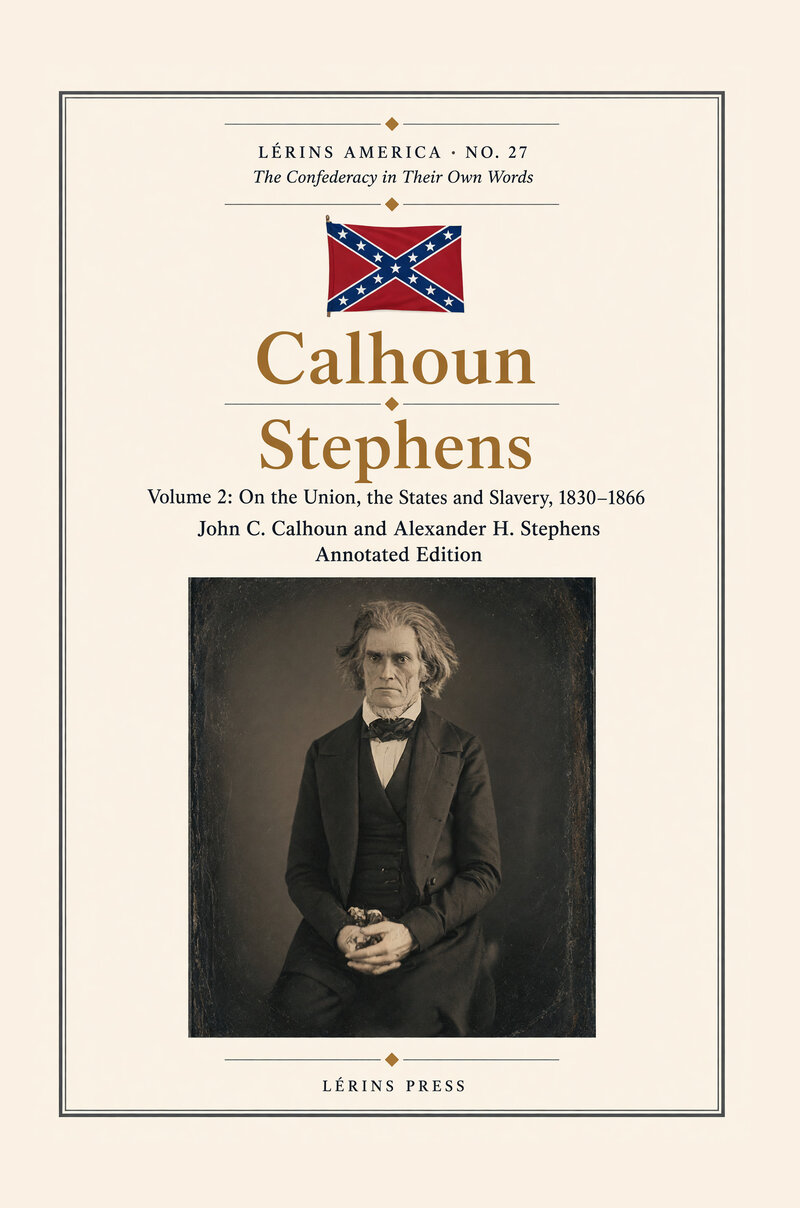 LÉRINS AMERICA · NO. 27
The Confederacy in Their Own Words
Calhoun
Stephens
Volume 2: On the Union, the States and Slavery, 1830–1866
John C. Calhoun and Alexander H. Stephens
Annotated Edition
LÉRINS PRESS